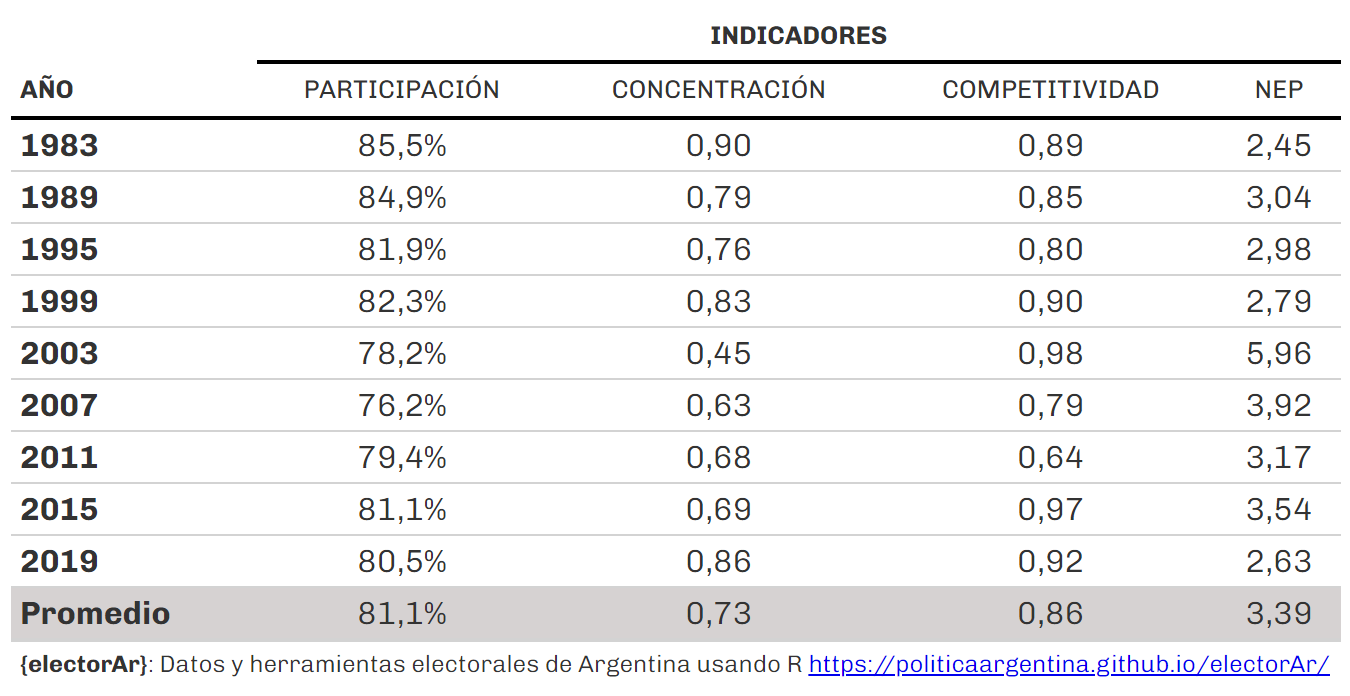 INDICADORES
AÑO PARTICIPACIÓN CONCENTRACIÓN COMPETITIVIDAD NEP
1983 85,5% 0,90 0,89 2,45
1989 84,9% 0,79 0,85 3,04
1995 81,9% 0,76 0,80 2,98
1999 82,3% 0,83 0,90 2,79
2003 78,2% 0,45 0,98 5,96
2007 76,2% 0,63 0,79 3,92
2011 79,4% 0,68 0,64 3,17
2015 81,1% 0,69 0,97 3,54
2019 80,5% 0,86 0,92 2,63
Promedio 81,1% 0,73 0,86 3,39
{electorAr}: Datos y herramientas electorales de Argentina usando R https://politicaargentina.github.io/electorAr/